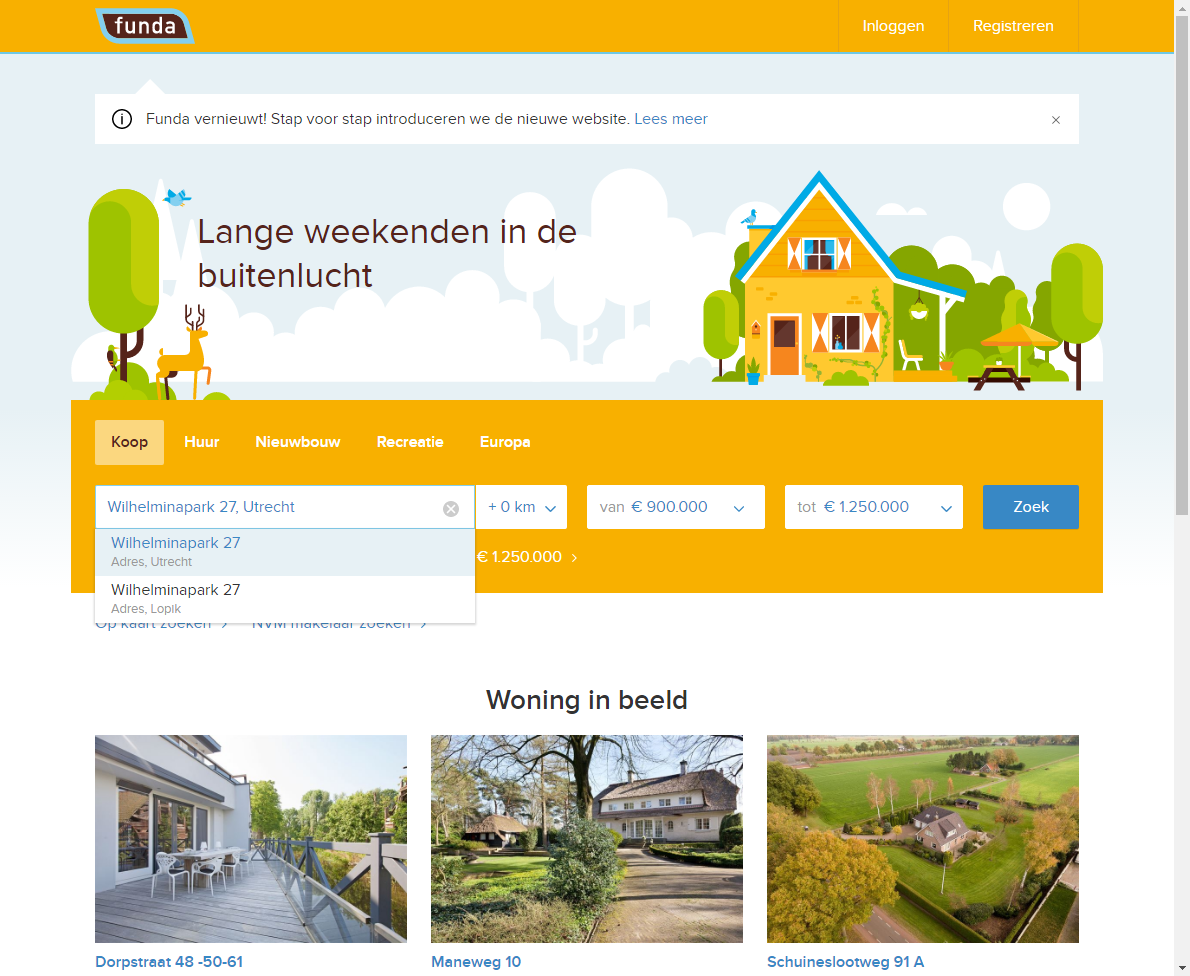 funda
Inloggen
Registreren
Funda vernieuwt! Stap voor stap introduceren we de nieuwe website. Lees meer
Lange weekenden in de
buitenlucht
Koop
Huur
Nieuwbouw
Recreatie
Europa
Wilhelminapark 27, Utrecht
+ 0 km
van € 900.000
tot € 1.250.000
Zoek
Wilhelminapark 27
Adres, Utrecht
€ 1.250.000
Wilhelminapark 27
Adres, Lopik
Op kaart zoeken
NVM makelaar zoeken
Woning in beeld
Dorpstraat 48 -50-61
Maneweg 10
Schuineslootweg 91 A